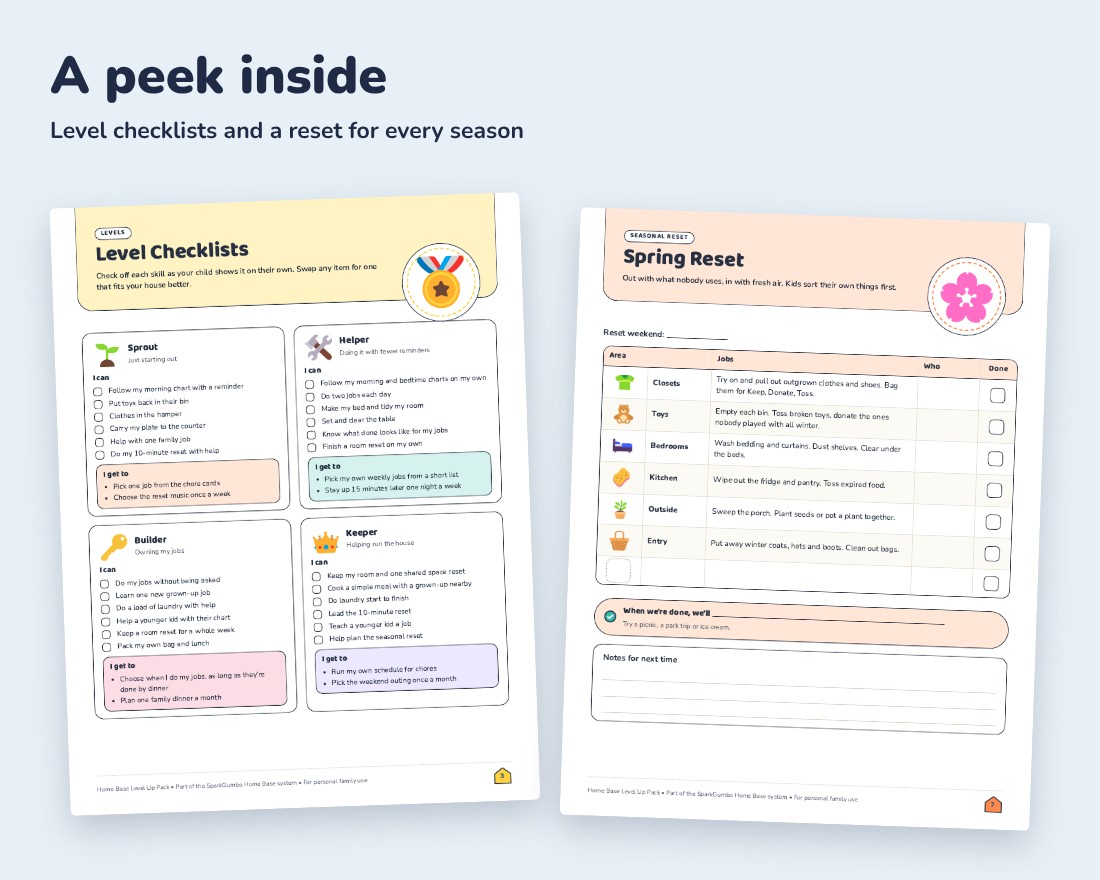 A peek inside
Level checklists and a reset for every season
LEVELS
Level Checklists
Check off each skill as your child shows it on their own. Swap any item for one
that fits your house better.
Sprout
Just starting out
I can
Follow my morning chart with a reminder
Put toys back in their bin
Clothes in the hamper
Carry my plate to the counter
Help with one family job
Do my 10-minute reset with help
I get to
• Pick one job from the chore cards
• Choose the reset music once a week
Helper
Doing it with fewer reminders
I can
Follow my morning and bedtime charts on my own
Do two jobs each day
Make my bed and tidy my room
Set and clear the table
Know what done looks like for my jobs
Finish a room reset on my own
I get to
• Pick my own weekly jobs from a short list
• Stay up 15 minutes later one night a week
Builder
Owning my jobs
I can
Do my jobs without being asked
Learn one new grown-up job
Do a load of laundry with help
Help a younger kid with their chart
Keep a room reset for a whole week
Pack my own bag and lunch
I get to
• Choose when I do my jobs, as long as they're
done by dinner
• Plan one family dinner a month
Keeper
Helping run the house
I can
Keep my room and one shared space reset
Cook a simple meal with a grown-up nearby
Do laundry start to finish
Lead the 10-minute reset
Teach a younger kid a job
Help plan the seasonal reset
I get to
• Run my own schedule for chores
• Pick the weekend outing once a month
Home Base Level Up Pack • Part of the SparkGumbo Home Base system • For personal family use
3
SEASONAL RESET
Spring Reset
Out with what nobody uses, in with fresh air. Kids sort their own things first.
Reset weekend:
Area Jobs Who Done
Closets Try on and pull out outgrown clothes and shoes. Bag
them for Keep, Donate, Toss.
Toys Empty each bin. Toss broken toys, donate the ones
nobody played with all winter.
Bedrooms Wash bedding and curtains. Dust shelves. Clear under
the beds.
Kitchen Wipe out the fridge and pantry. Toss expired food.
Outside Sweep the porch. Plant seeds or pot a plant together.
Entry Put away winter coats, hats and boots. Clean out bags.
When we're done, we'll
Try a picnic, a park trip or ice cream.
Notes for next time
Home Base Level Up Pack • Part of the SparkGumbo Home Base system • For personal family use
7